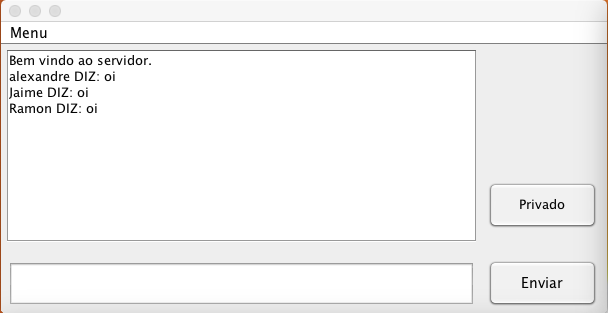 Menu
Bem vindo ao servidor.
alexandre DIZ: oi
Jaime DIZ: oi
Ramon DIZ: oi
Privado
Enviar